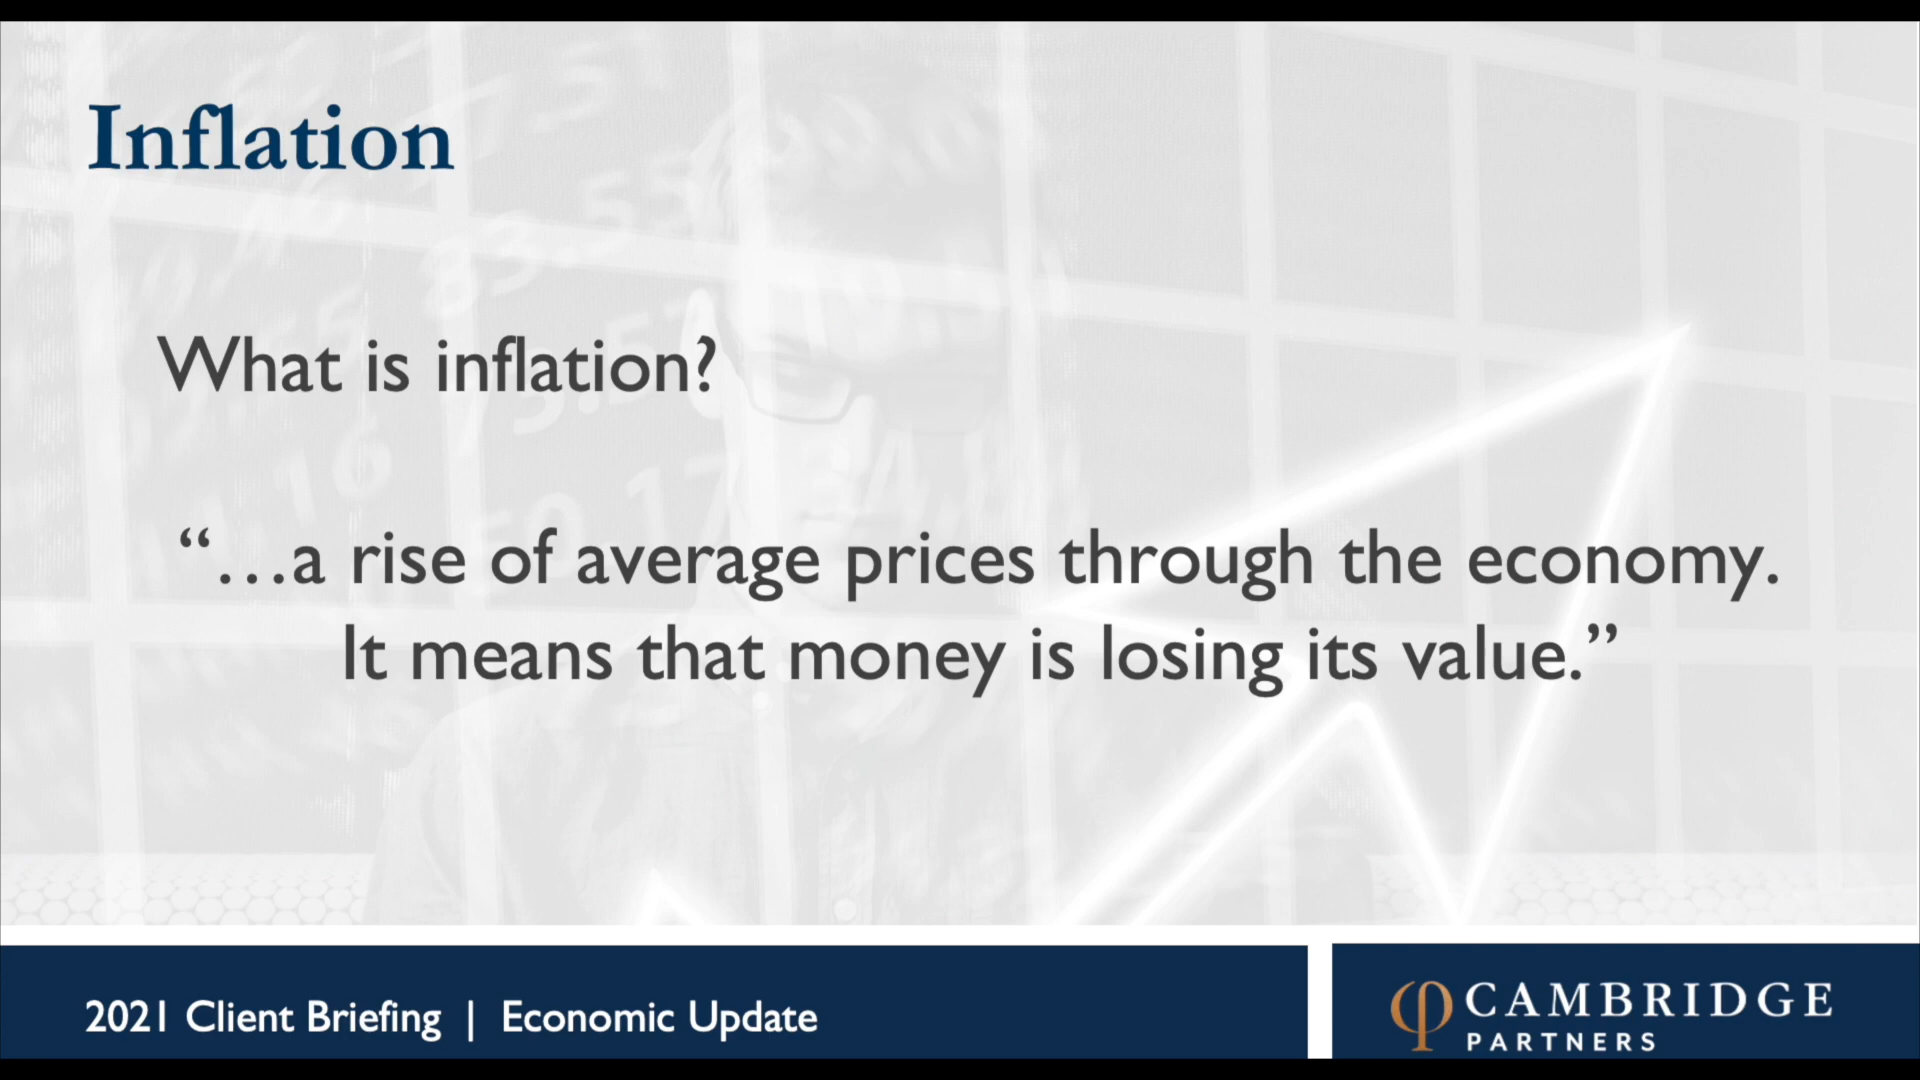 Inflation
What is inflation?
“…a rise of average prices through the economy.
It means that money is losing its value.”
2021 Client Briefing | Economic Update
CAMBRIDGE
PARTNERS